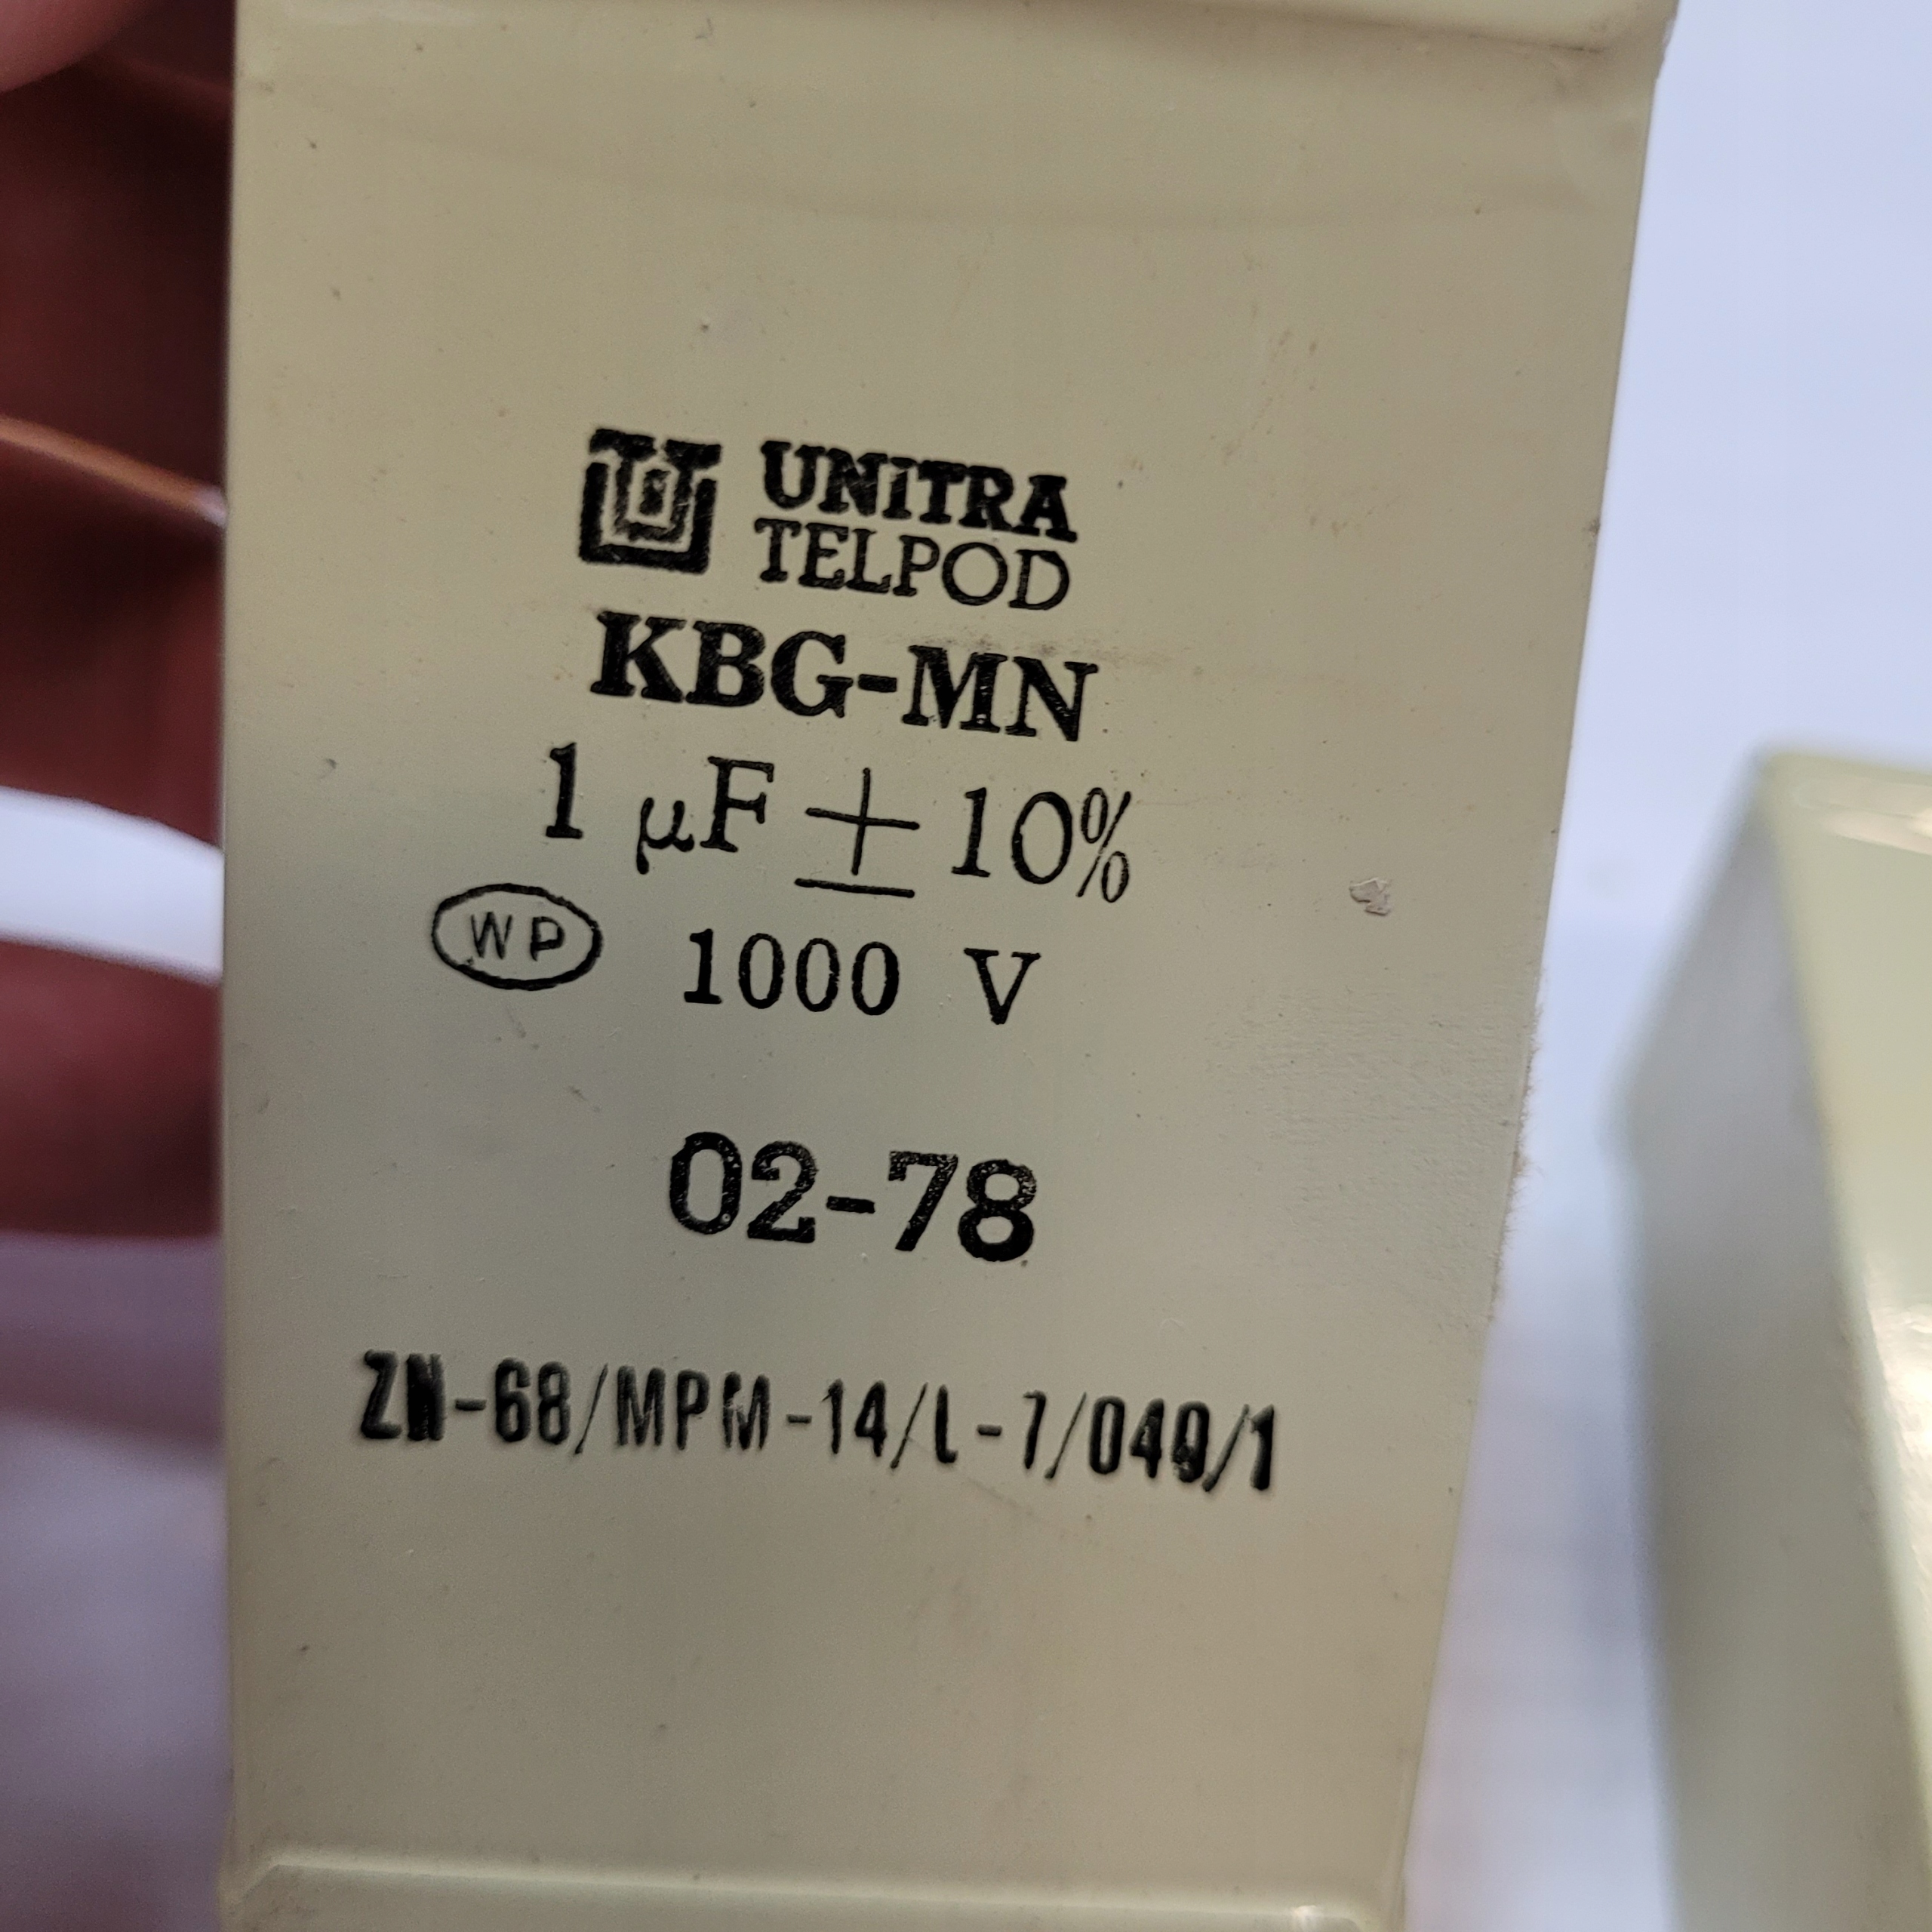 UNITRA
TELPOD
KBG-MN
1 µF ± 10%
WP 1000 V
02-78
ZN-68/MPM-14/L-7/049/1